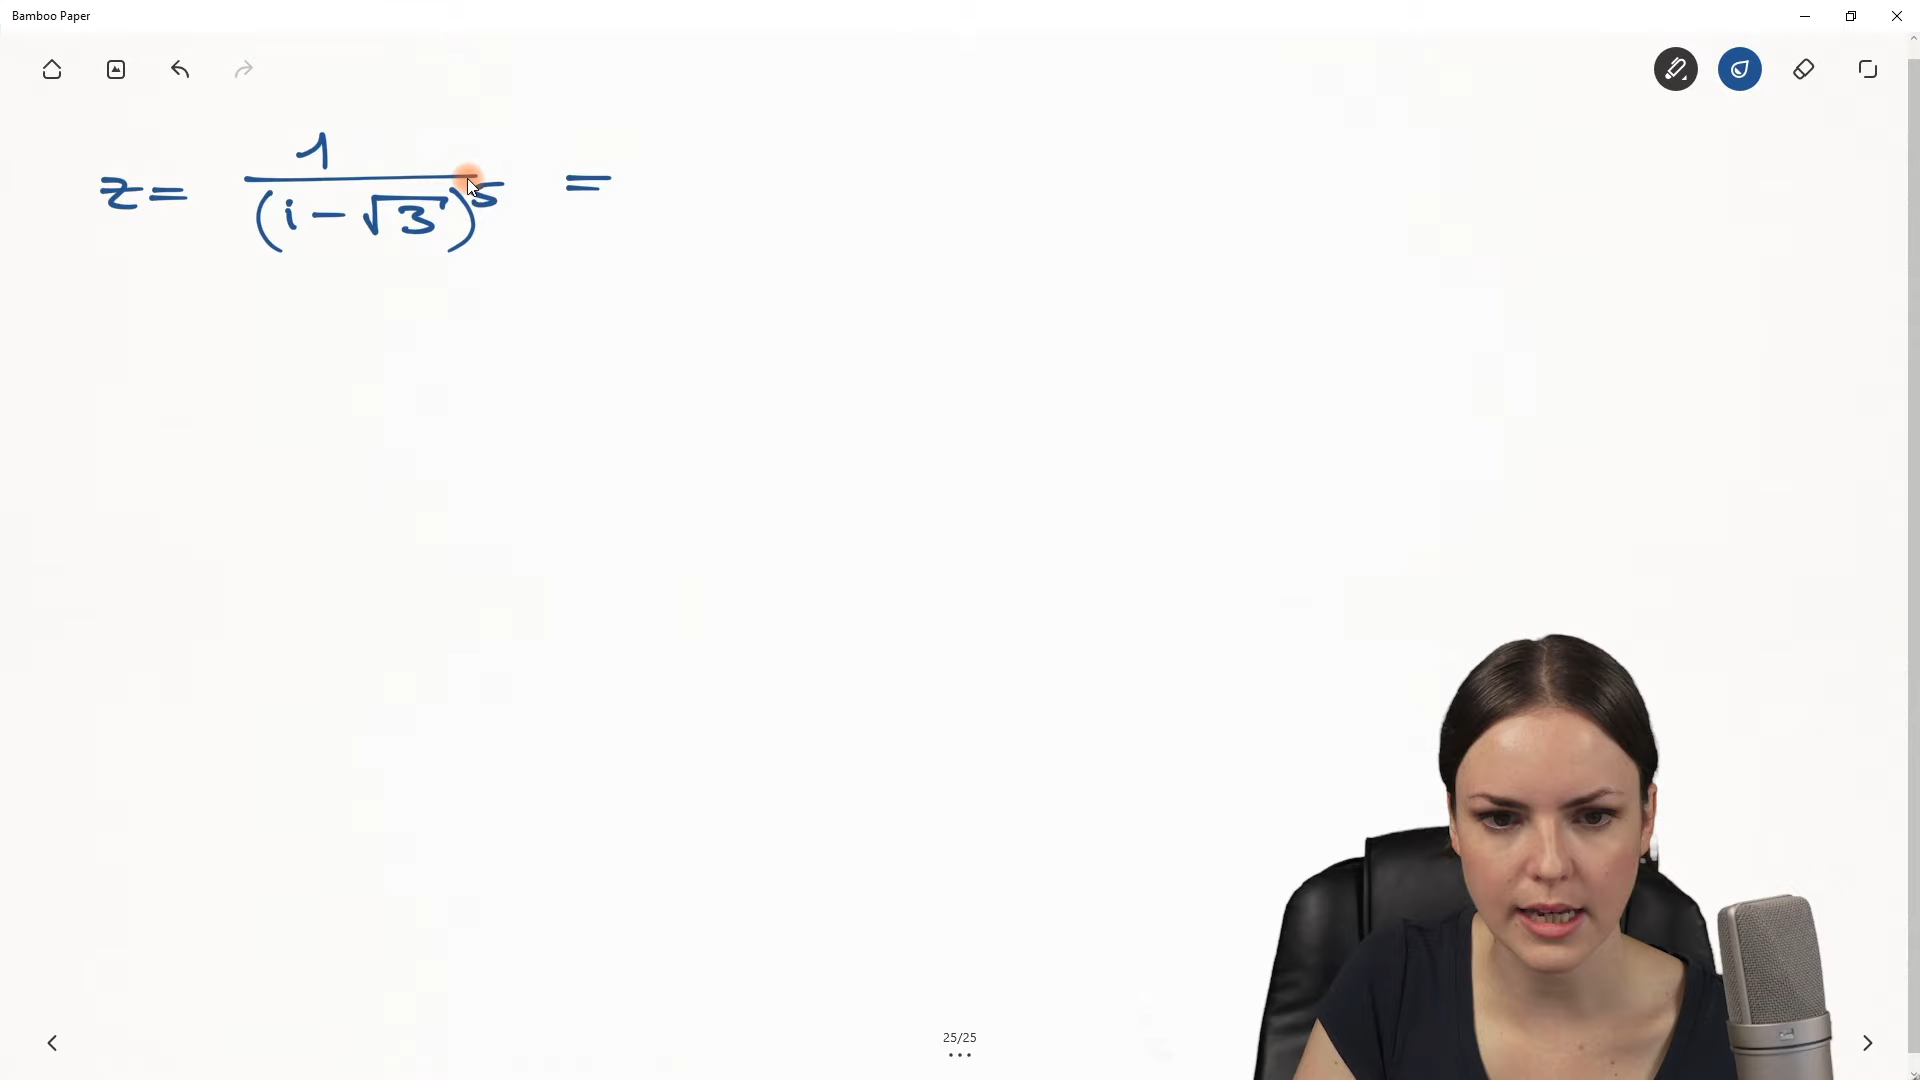 Bamboo Paper
z = 1/(i - √3)^5 =
25/25